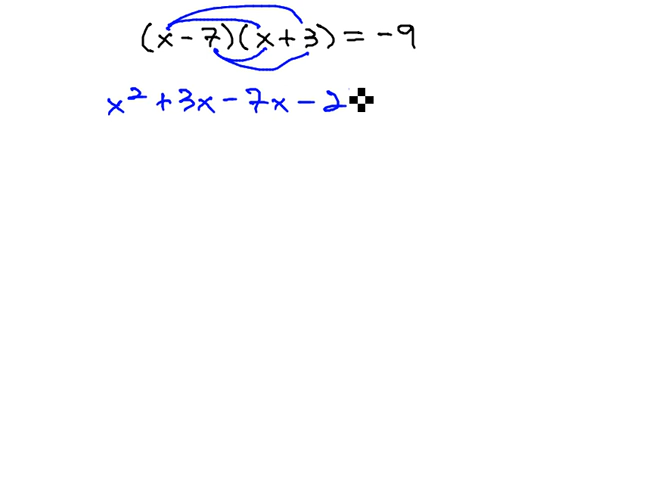 (x - 7)(x + 3) = -9
x² + 3x - 7x - 2